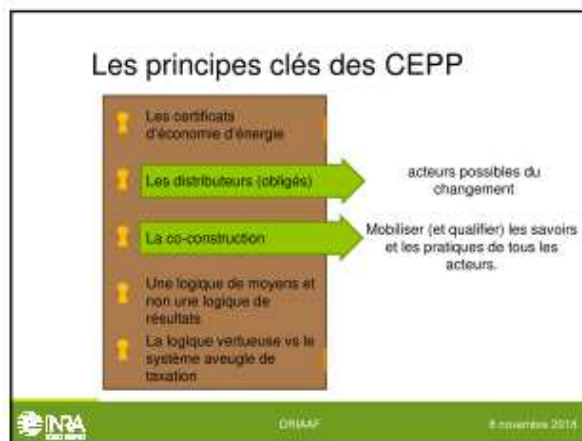 Les principes clés des CEPP
Les certificats
d'économie d'énergie
Les distributeurs (obligés)
acteurs possibles du
changement
La co-construction
Mobiliser (et qualifier) les savoirs
et les pratiques de tous les
acteurs.
Une logique de moyens et
non une logique de
résultats
La logique vertueuse vs le
système aveugle de
taxation
INRA
DRIAAF
8 novembre 2018